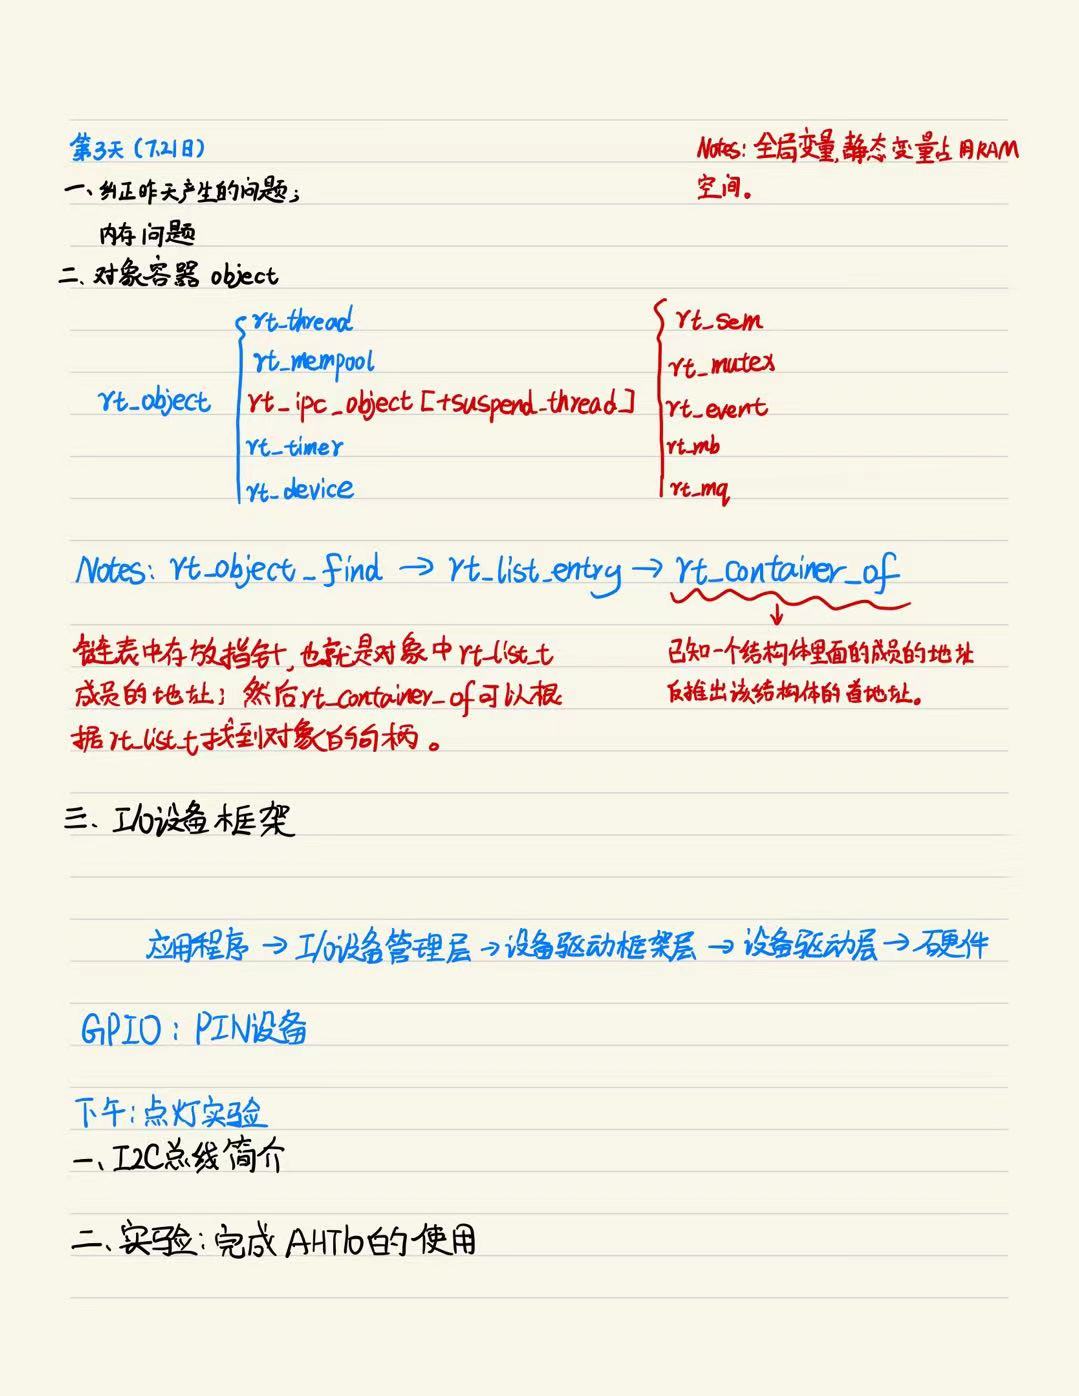 第3天(7.21日)
Notes: 全局变量,静态变量占用RAM
空间。
一、纠正昨天产生的问题;
内存问题
二、对象容器 object
rt_object
rt_thread
rt_mempool
rt_ipc_object [+suspend_thread]
rt_timer
rt_device
rt_sem
rt_mutex
rt_event
rt_mb
rt_mq
Notes: rt_object_find → rt_list_entry → rt_container_of
链表中存放指针,也就是对象中rt_list_t
成员的地址; 然后rt_container_of可以根
据rt_list_t找到对象的句柄。
已知一个结构体里面的成员的地址
反推出该结构体的首地址。
三、I/O设备框架
应用程序 → I/O设备管理层 → 设备驱动框架层 → 设备驱动层 → 硬件
GPIO: PIN设备
下午:点灯实验
一、I2C总线简介
二、实验:完成AHT10的使用